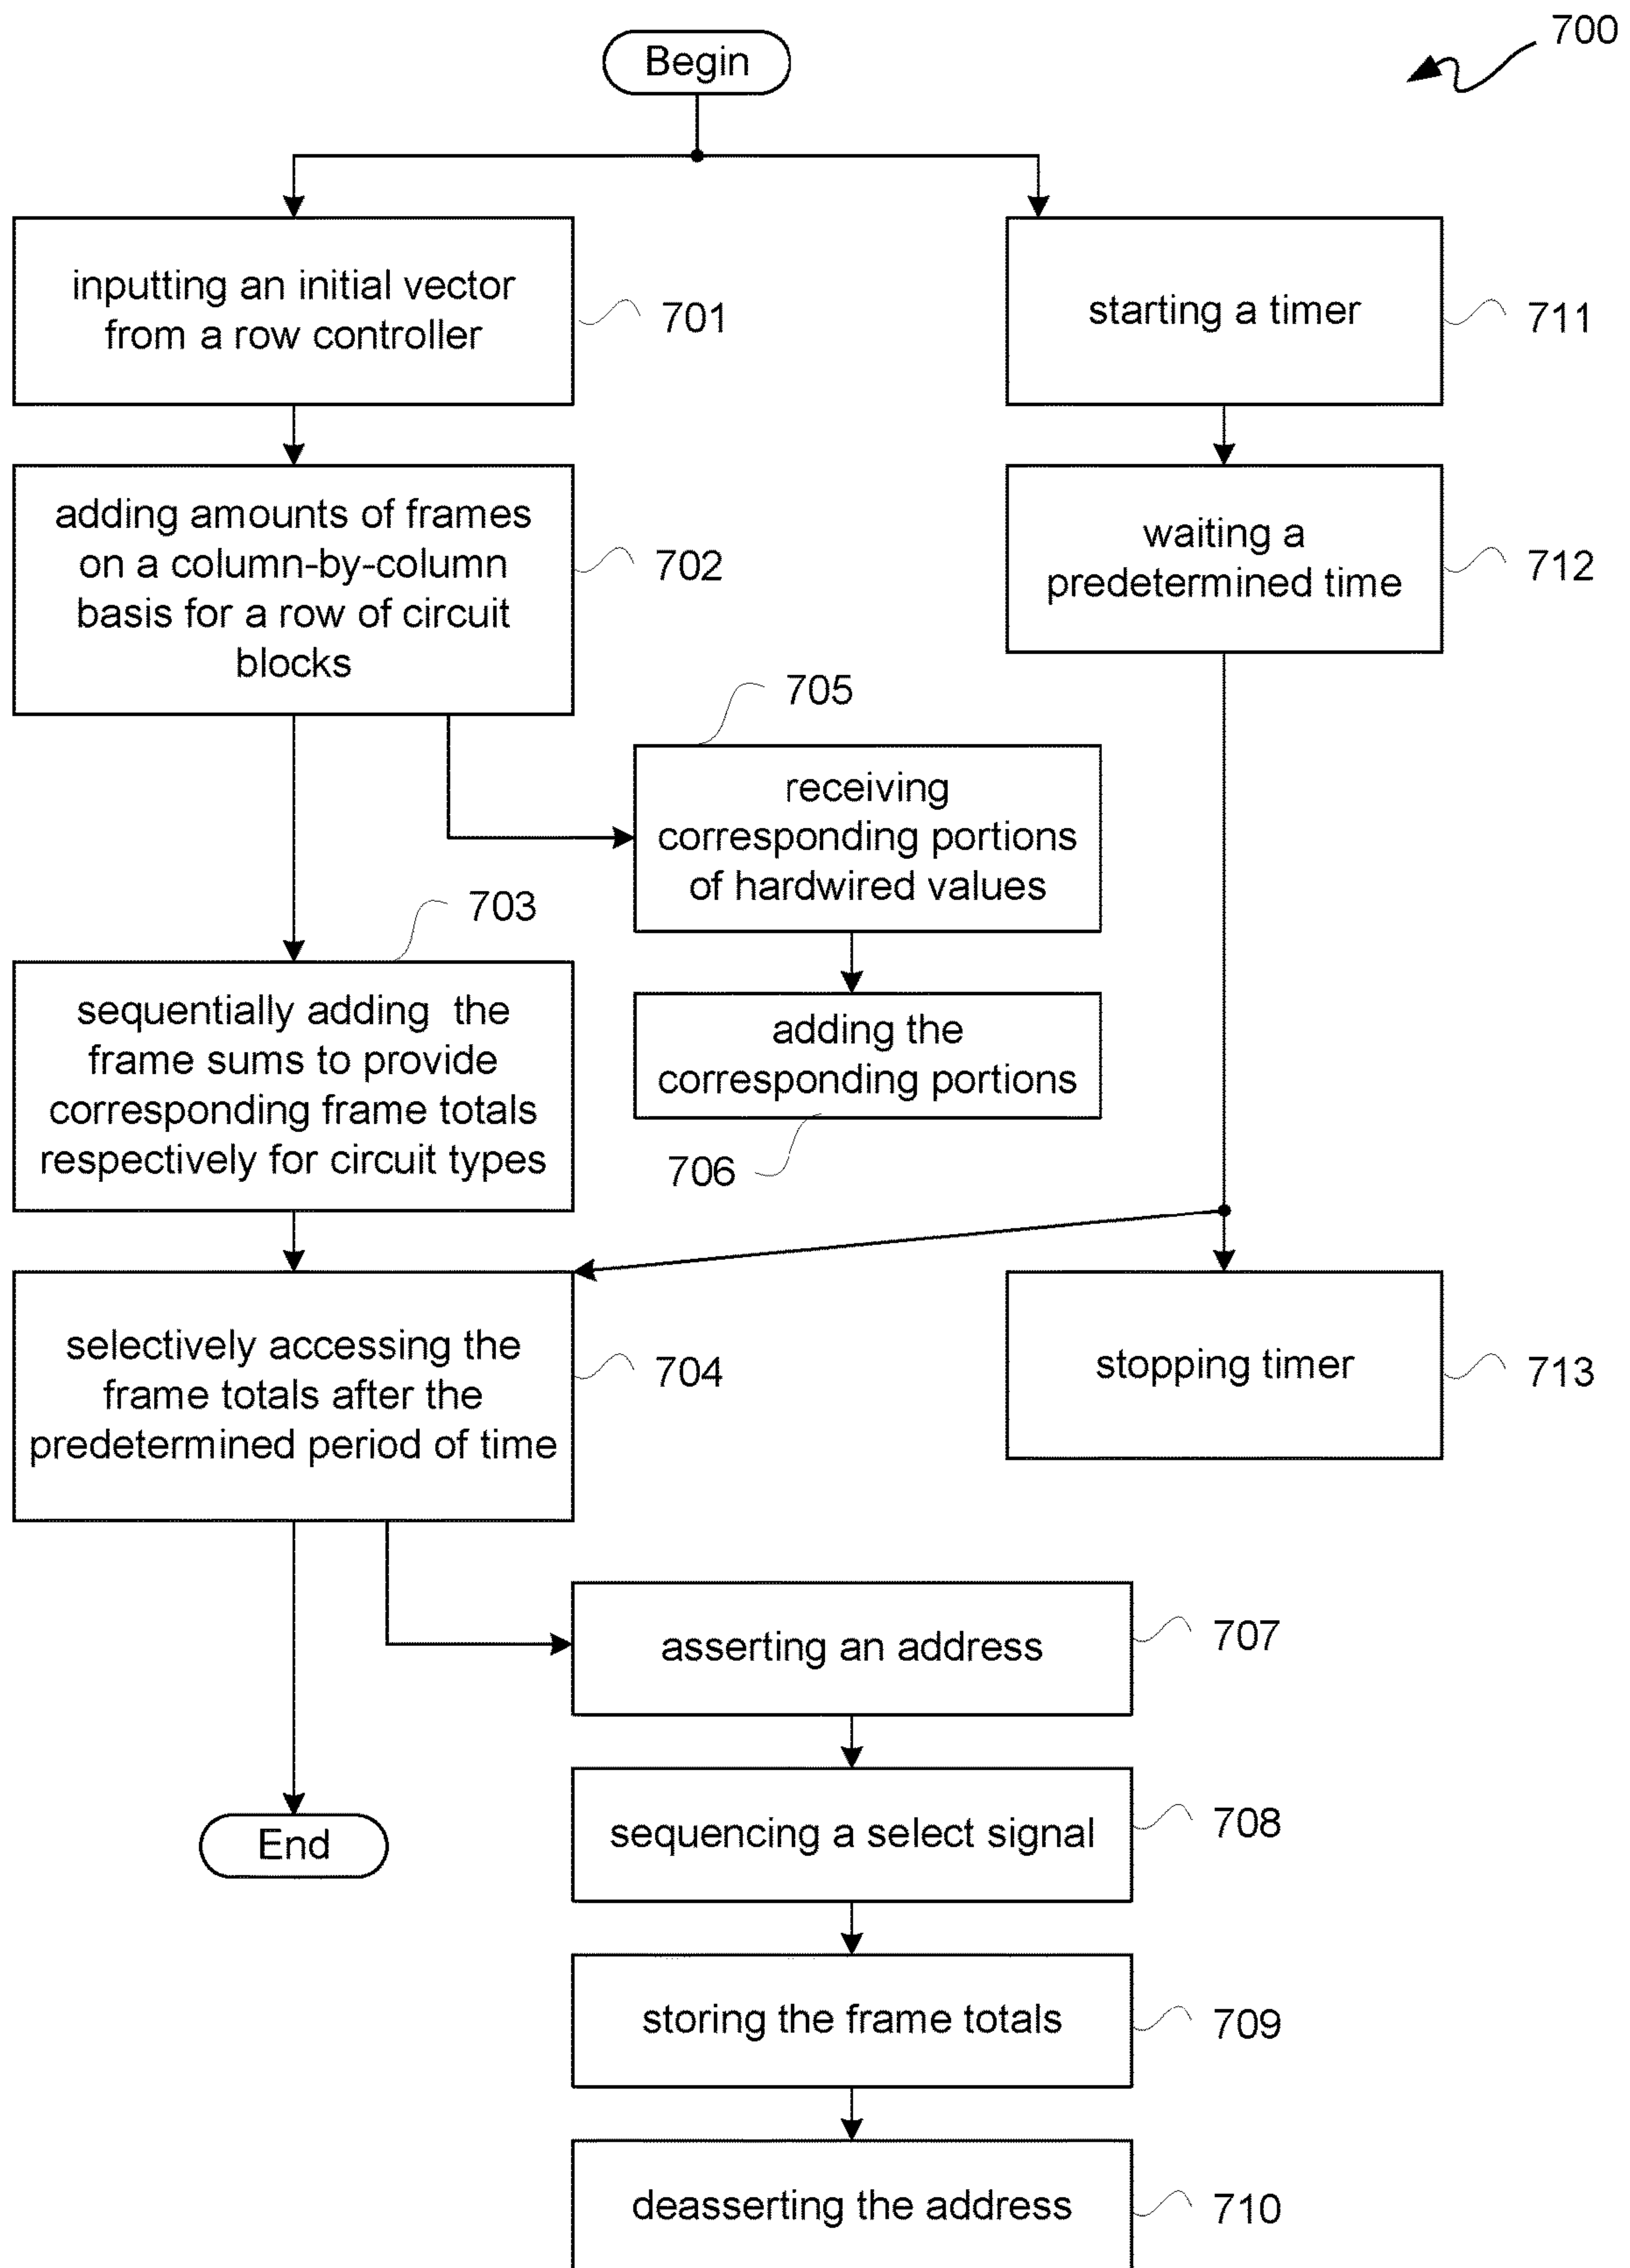 700
Begin
inputting an initial vector
from a row controller
701
starting a timer
711
adding amounts of frames
on a column-by-column
basis for a row of circuit
blocks
702
waiting a
predetermined time
712
705
receiving
corresponding portions
of hardwired values
703
sequentially adding the
frame sums to provide
corresponding frame totals
respectively for circuit types
adding the
corresponding portions
706
selectively accessing the
frame totals after the
predetermined period of time
704
stopping timer
713
asserting an address
707
sequencing a select signal
708
End
storing the frame totals
709
deasserting the address
710